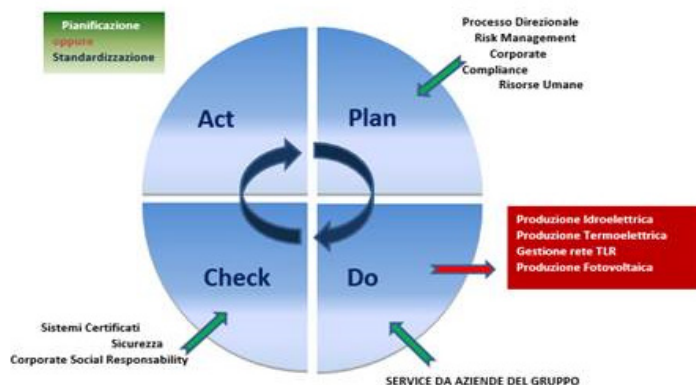 Pianificazione
oppure
Standardizzazione
Processo Direzionale
Risk Management
Corporate
Compliance
Risorse Umane
Act
Plan
Check
Do
Produzione Idroelettrica
Produzione Termoelettrica
Gestione rete TLR
Produzione Fotovoltaica
Sistemi Certificati
Sicurezza
Corporate Social Responsability
SERVICE DA AZIENDE DEL GRUPPO